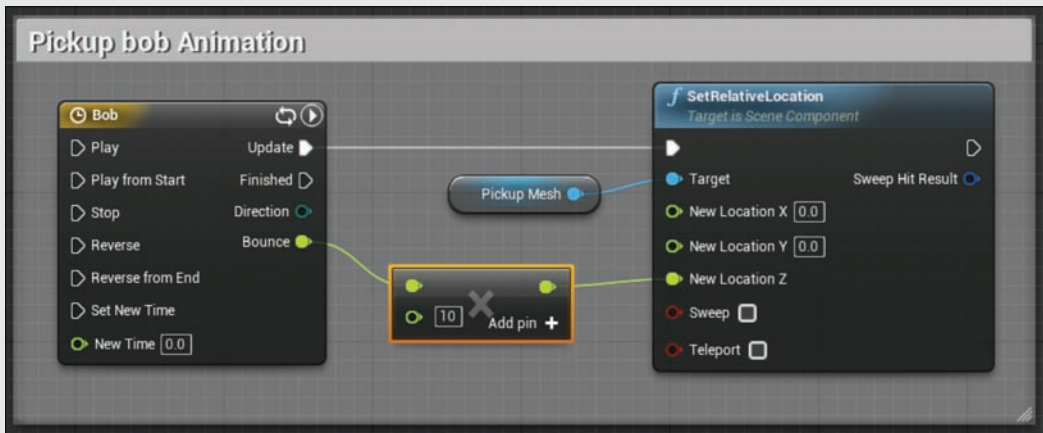 Pickup bob Animation
Bob
Play Update
Play from Start Finished
Stop Direction
Reverse Bounce
Reverse from End
Set New Time
New Time 0.0
Pickup Mesh
10 Add pin +
f SetRelativeLocation
Target is Scene Component
Target Sweep Hit Result
New Location X 0.0
New Location Y 0.0
New Location Z
Sweep
Teleport